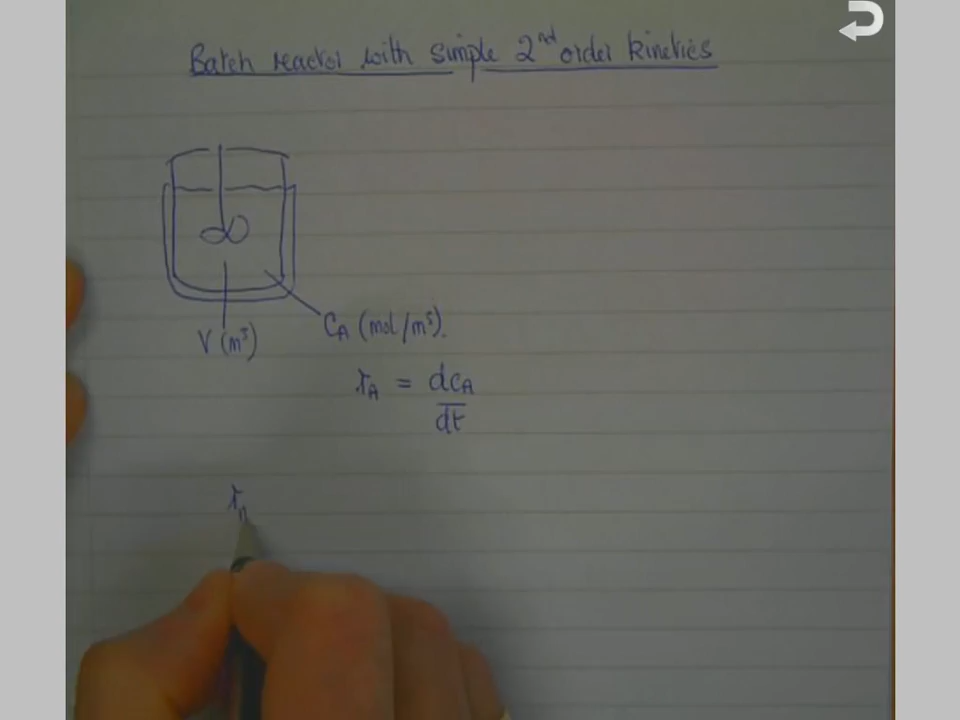 Batch reactor with simple 2nd order kinetics
V (m³)
CA (mol/m³).
rA = dCA
dt
r